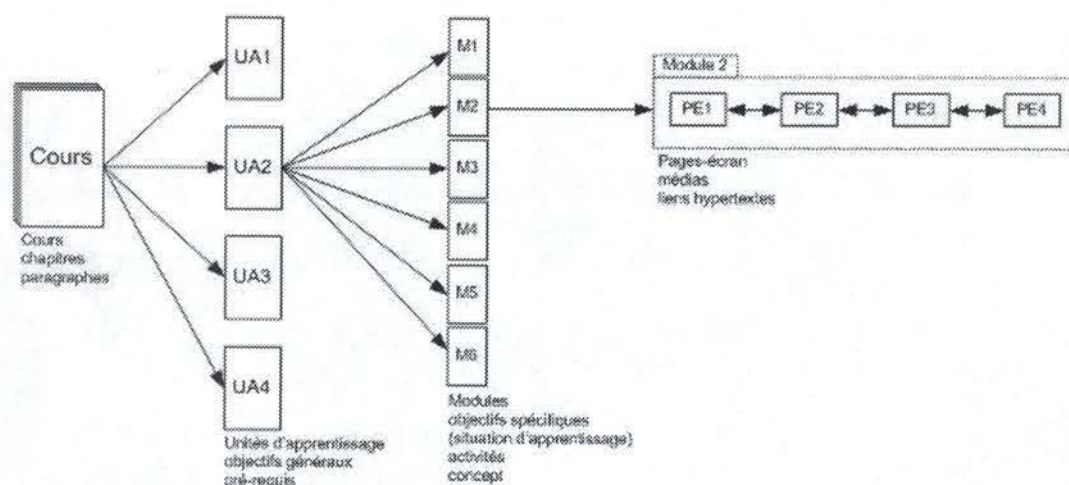 Cours
Cours
chapitres
paragraphes
UA1
UA2
UA3
UA4
Unités d'apprentissage
objectifs généraux
pré-requis
M1
M2
M3
M4
M5
M6
Modules
objectifs spécifiques
(situation d'apprentissage)
activités
concept
Module 2
PE1
PE2
PE3
PE4
Pages-écran
médias
liens hypertextes